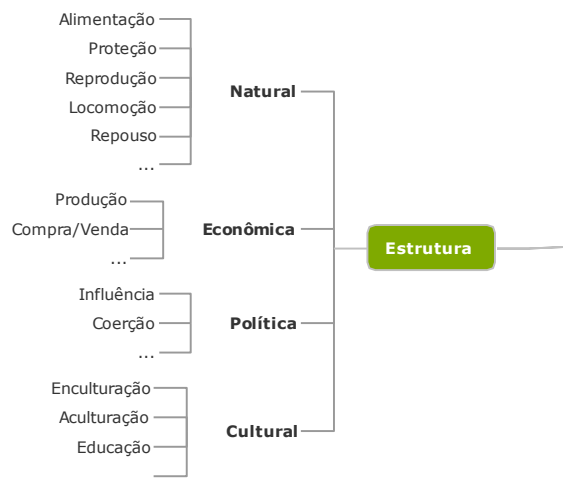 Alimentação
Proteção
Reprodução
Locomoção
Repouso
...
Natural
Produção
Compra/Venda
...
Econômica
Estrutura
Influência
Coerção
...
Política
Enculturação
Aculturação
Educação
Cultural